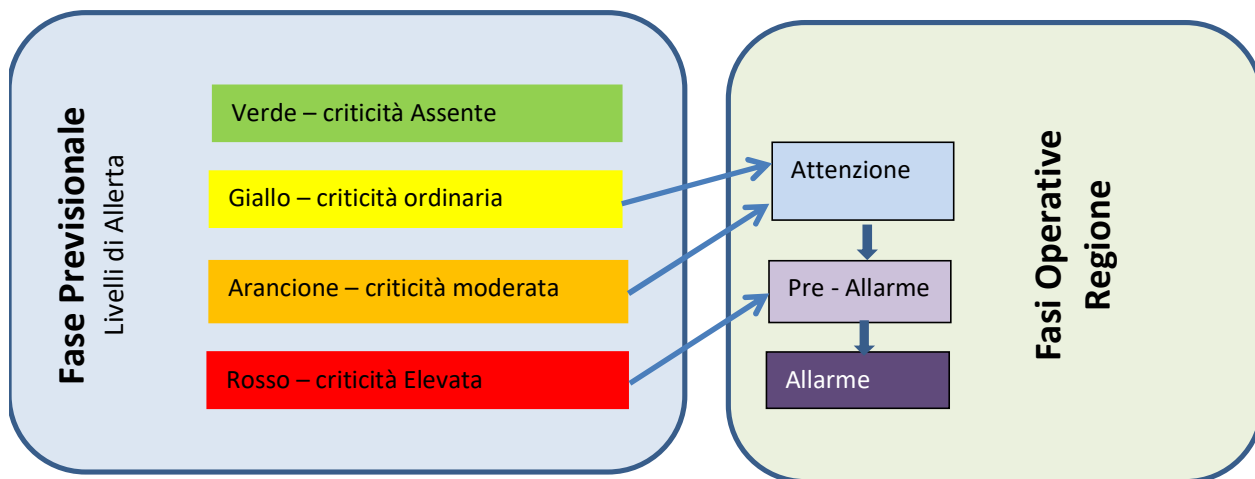 Fase Previsionale
Livelli di Allerta
Verde – criticità Assente
Giallo – criticità ordinaria
Arancione – criticità moderata
Rosso – criticità Elevata
Attenzione
Pre - Allarme
Allarme
Fasi Operative
Regione